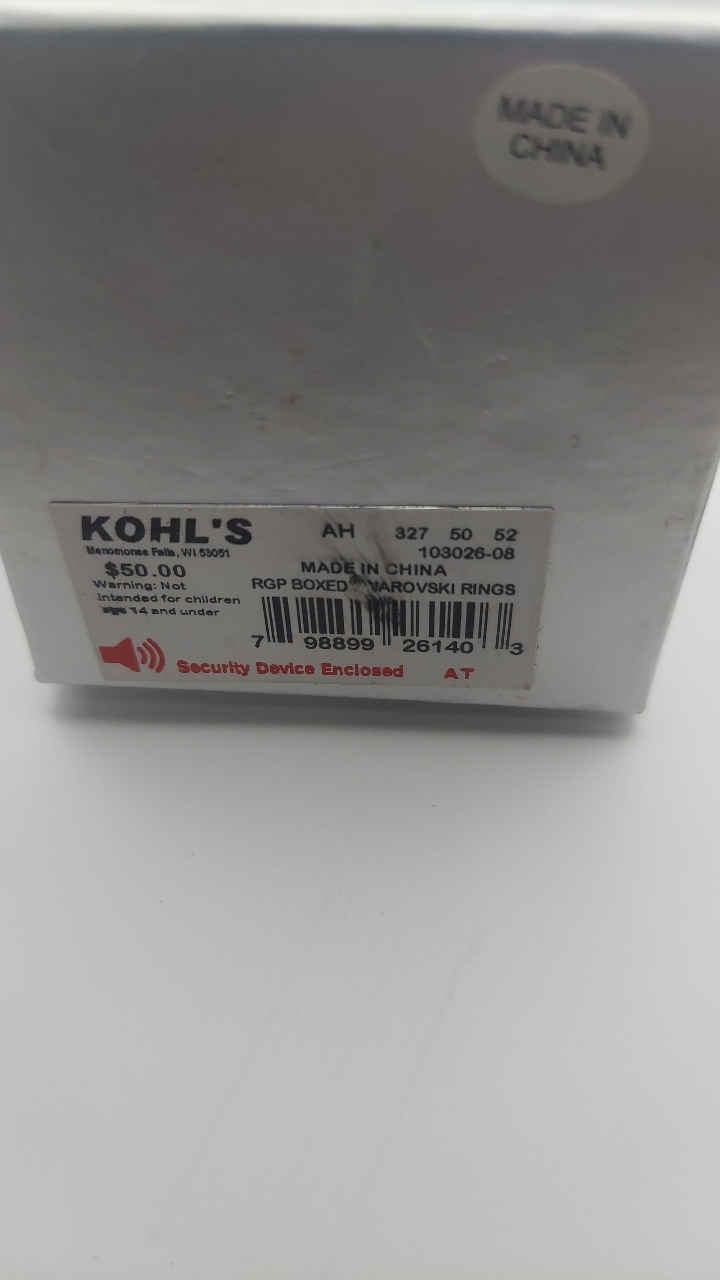 MADE IN
CHINA
KOHL'S
Menomonee Falls, WI 53051
$50.00
Warning: Not
Intended for children
age 14 and under
AH 327 50 52
103026-08
MADE IN CHINA
RGP BOXED RINGS
7 98899 26140 3
Security Device Enclosed AT